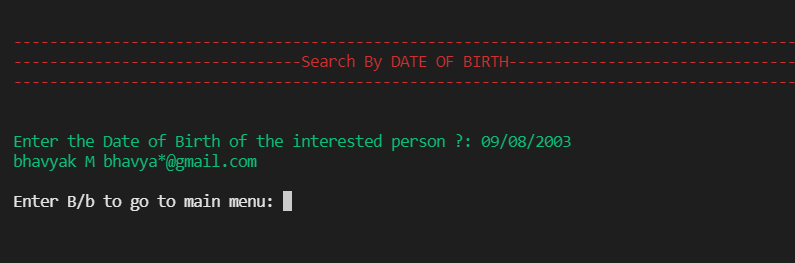 ----------------------------------------------------------------------------------------
--------------------------------Search By DATE OF BIRTH--------------------------------
----------------------------------------------------------------------------------------
Enter the Date of Birth of the interested person ?: 09/08/2003
bhavyak M bhavya*@gmail.com
Enter B/b to go to main menu: